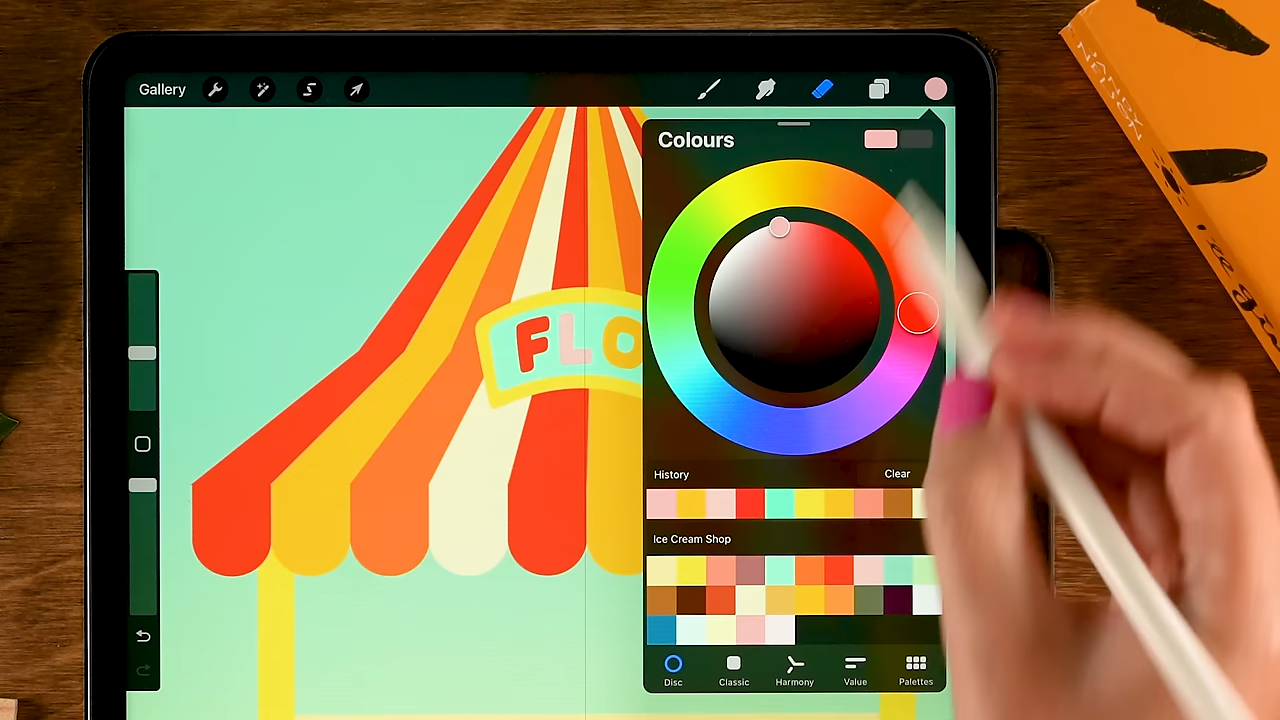 Gallery
Colours
FLO
History
Clear
Ice Cream Shop
Disc
Classic
Harmony
Value
Palettes